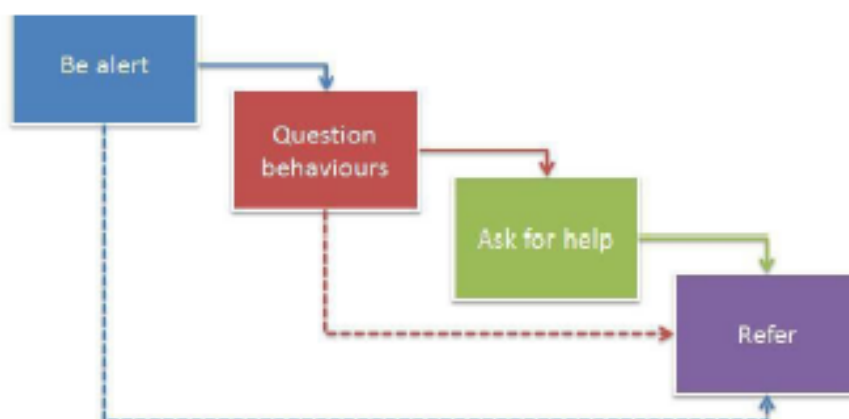 Be alert
Question
behaviours
Ask for help
Refer